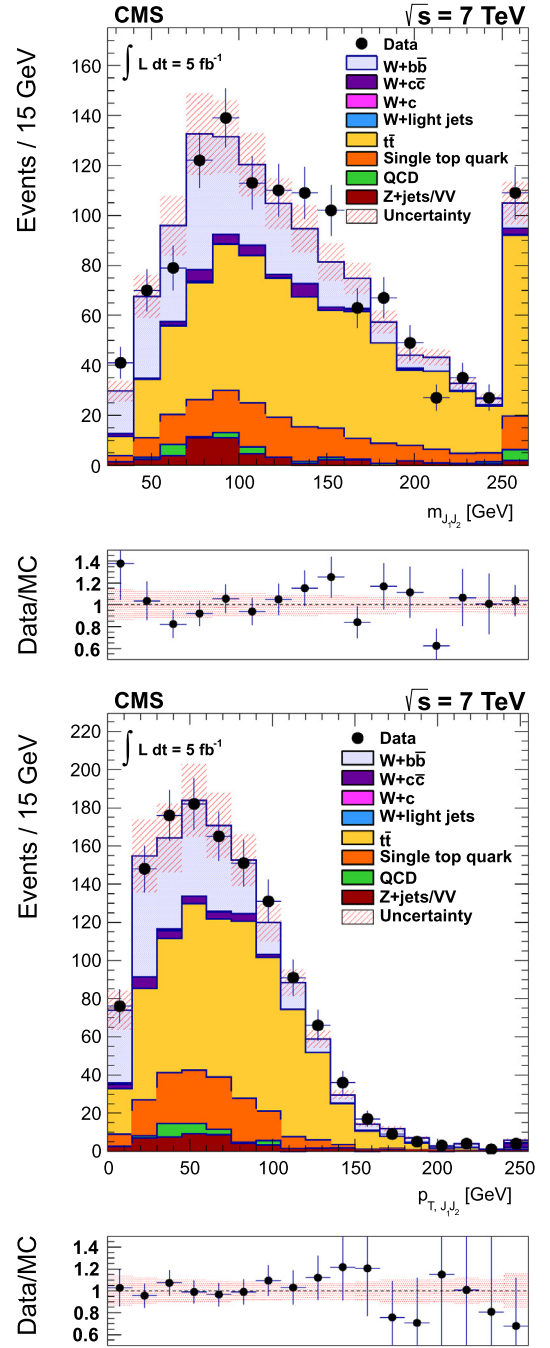 CMS √s = 7 TeV
∫ L dt = 5 fb⁻¹
Data
W+bb̅
W+cc̅
W+c
W+light jets
tt̅
Single top quark
QCD
Z+jets/VV
Uncertainty
Events / 15 GeV
160
140
120
100
80
60
40
20
0
50 100 150 200 250
m_J₁J₂ [GeV]
Data/MC
1.4
1.2
1
0.8
0.6
CMS √s = 7 TeV
∫ L dt = 5 fb⁻¹
Data
W+bb̅
W+cc̅
W+c
W+light jets
tt̅
Single top quark
QCD
Z+jets/VV
Uncertainty
Events / 15 GeV
220
200
180
160
140
120
100
80
60
40
20
0
0 50 100 150 200 250
p_T, J₁J₂ [GeV]
Data/MC
1.4
1.2
1
0.8
0.6